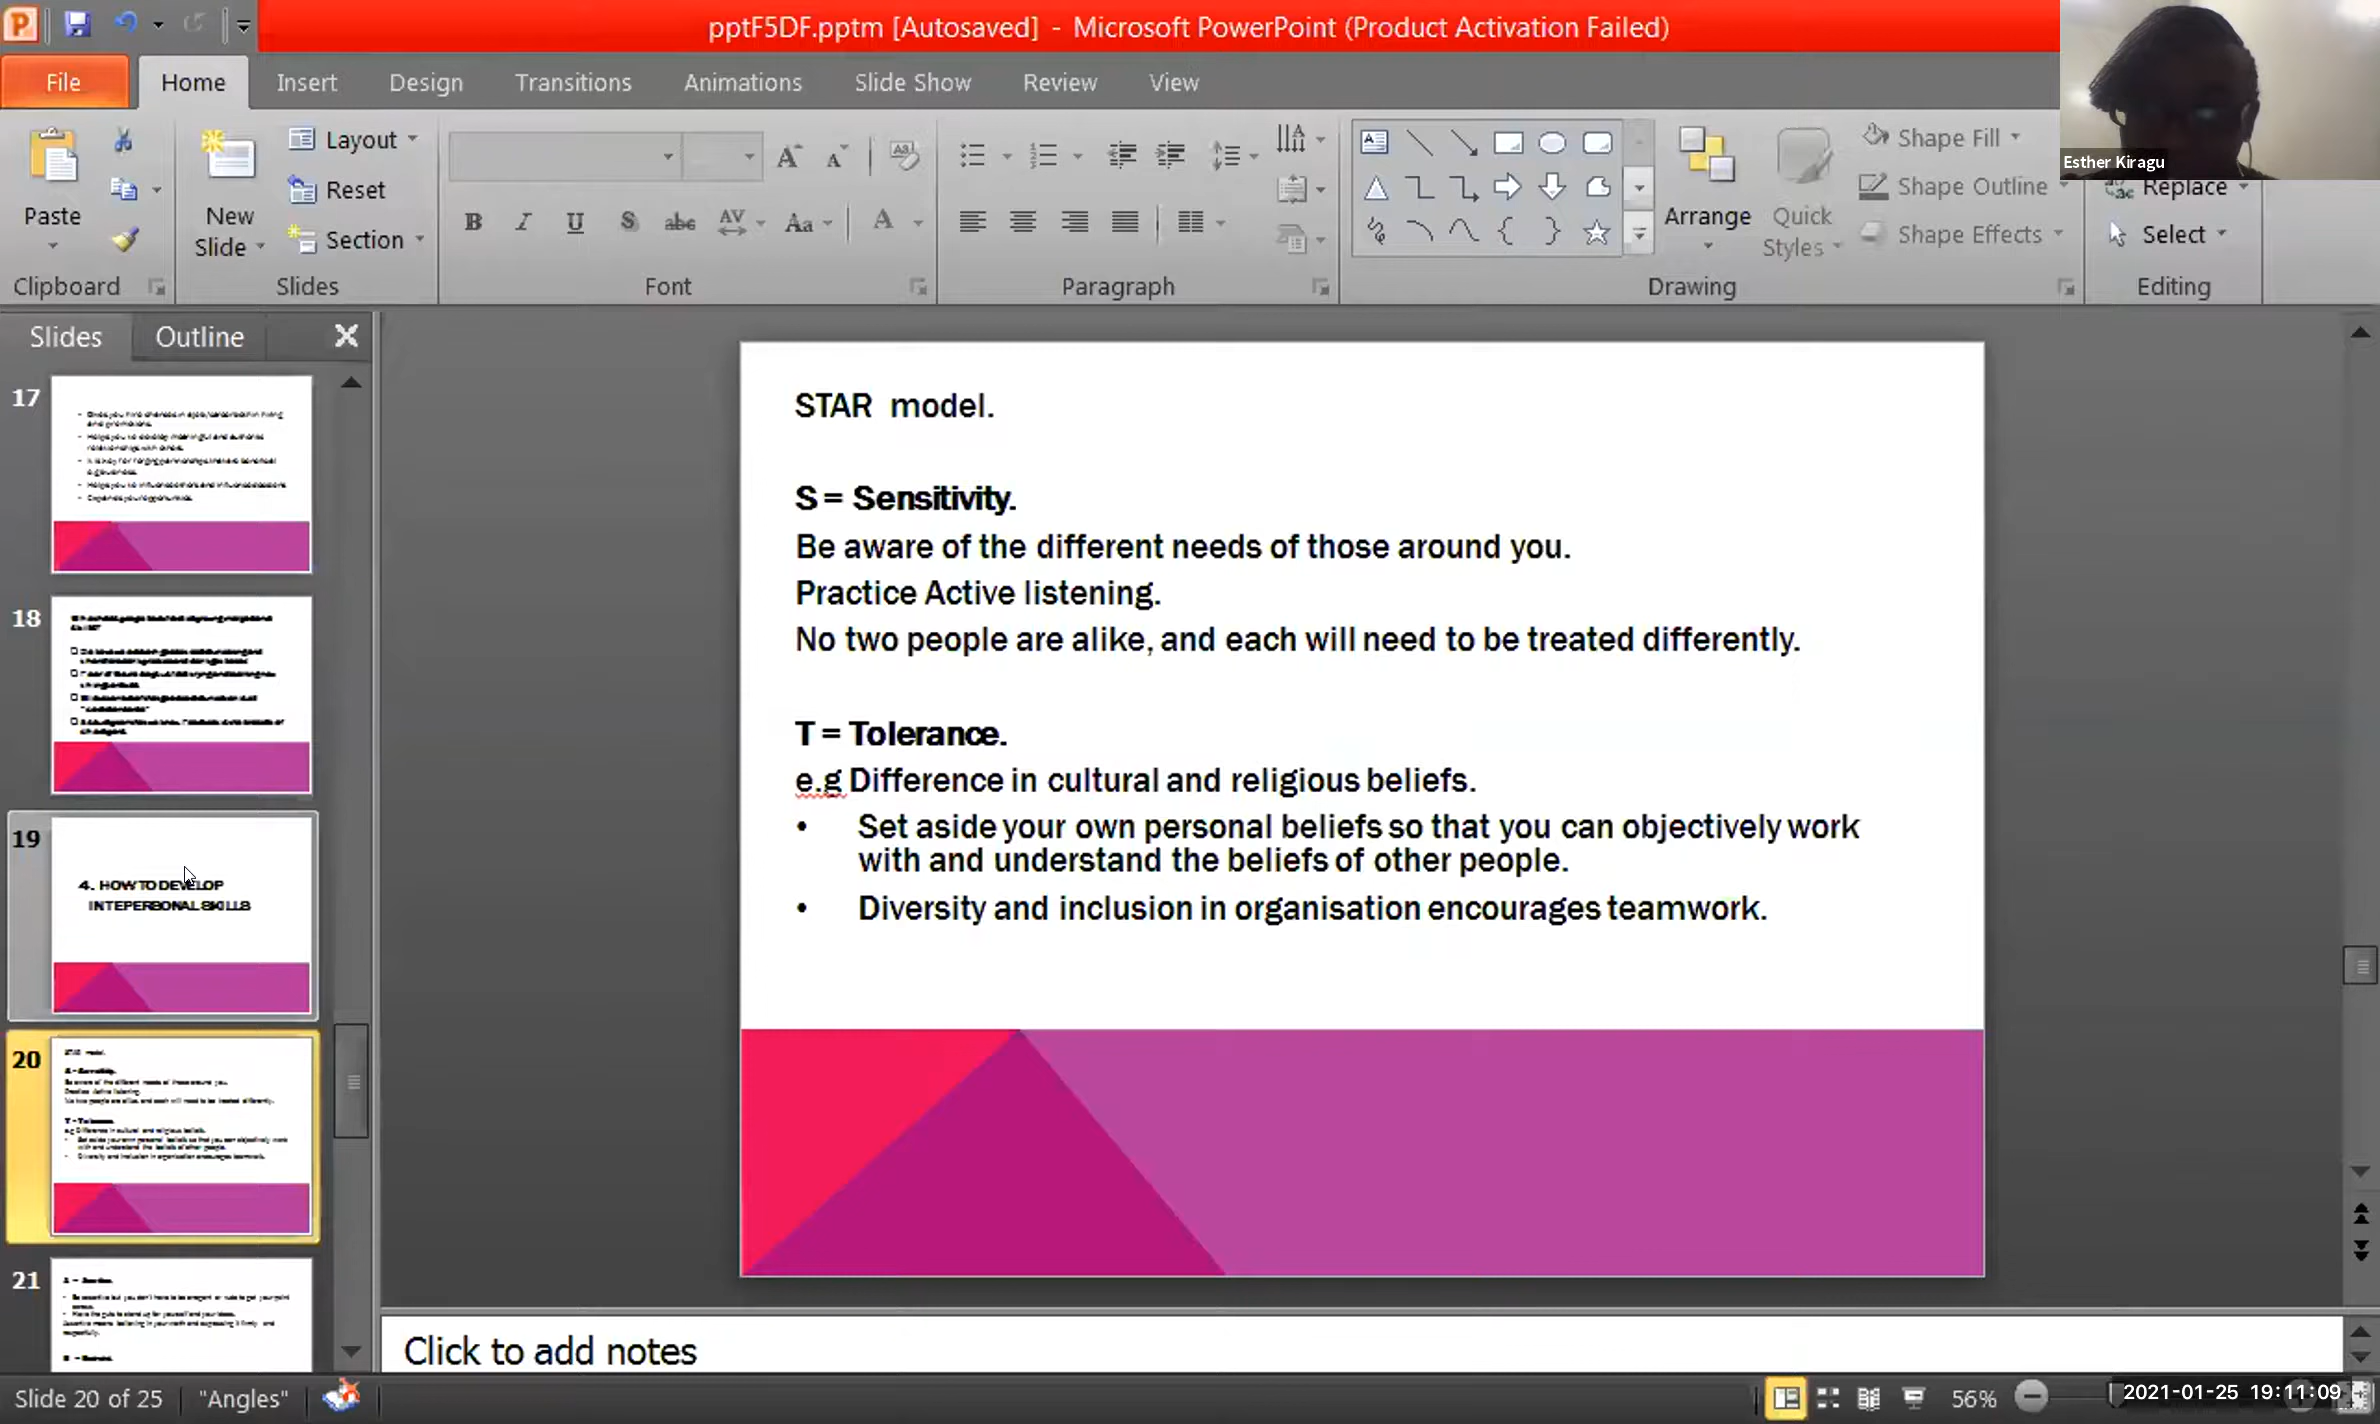 pptF5DF.pptm [Autosaved] - Microsoft PowerPoint (Product Activation Failed)
File Home Insert Design Transitions Animations Slide Show Review View
Esther Kiragu
Paste
New Slide
Layout
Reset
Section
Shape Fill
Shape Outline
Shape Effects
Arrange
Quick Styles
Replace
Select
Clipboard Slides Font Paragraph Drawing Editing
Slides Outline
17
18
19
4. HOW TO DEVELOP
INTEPERSONAL SKILLS
20
21
STAR model.
S = Sensitivity.
Be aware of the different needs of those around you.
Practice Active listening.
No two people are alike, and each will need to be treated differently.
T = Tolerance.
e.g Difference in cultural and religious beliefs.
• Set aside your own personal beliefs so that you can objectively work
with and understand the beliefs of other people.
• Diversity and inclusion in organisation encourages teamwork.
Click to add notes
Slide 20 of 25 "Angles" 56% 2021-01-25 19:11:09